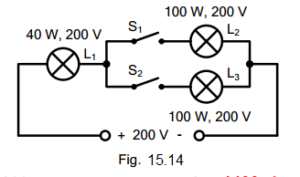 100 W, 200 V
S1 L2
40 W, 200 V
L1
S2 L3
100 W, 200 V
+ 200 V -
Fig. 15.14